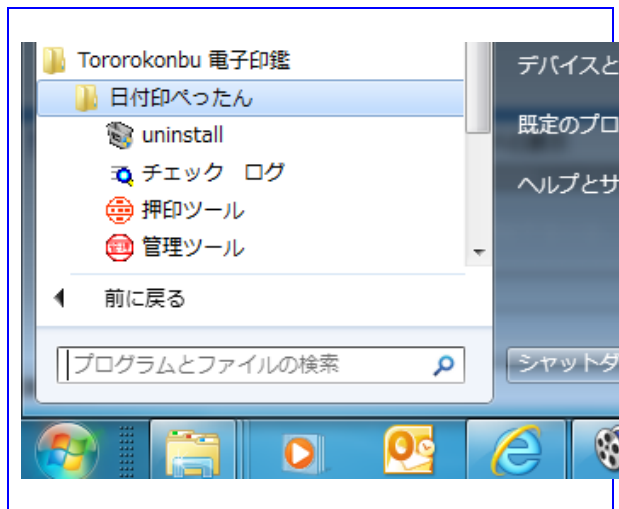 Tororokonbu 電子印鑑
日付印ぺったん
uninstall
チェック ログ
押印ツール
管理ツール
前に戻る
プログラムとファイルの検索
デバイスと
既定のプロ
ヘルプとサ
シャットダ